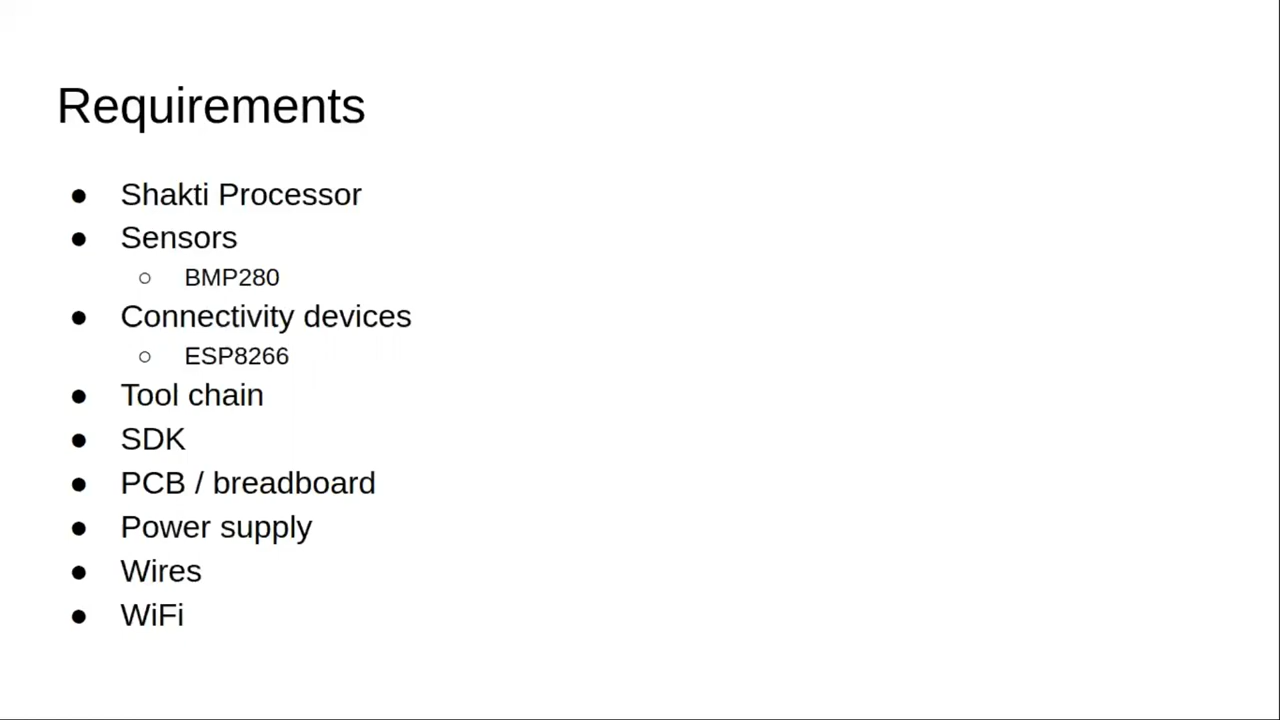 Requirements
● Shakti Processor
● Sensors
○ BMP280
● Connectivity devices
○ ESP8266
● Tool chain
● SDK
● PCB / breadboard
● Power supply
● Wires
● WiFi